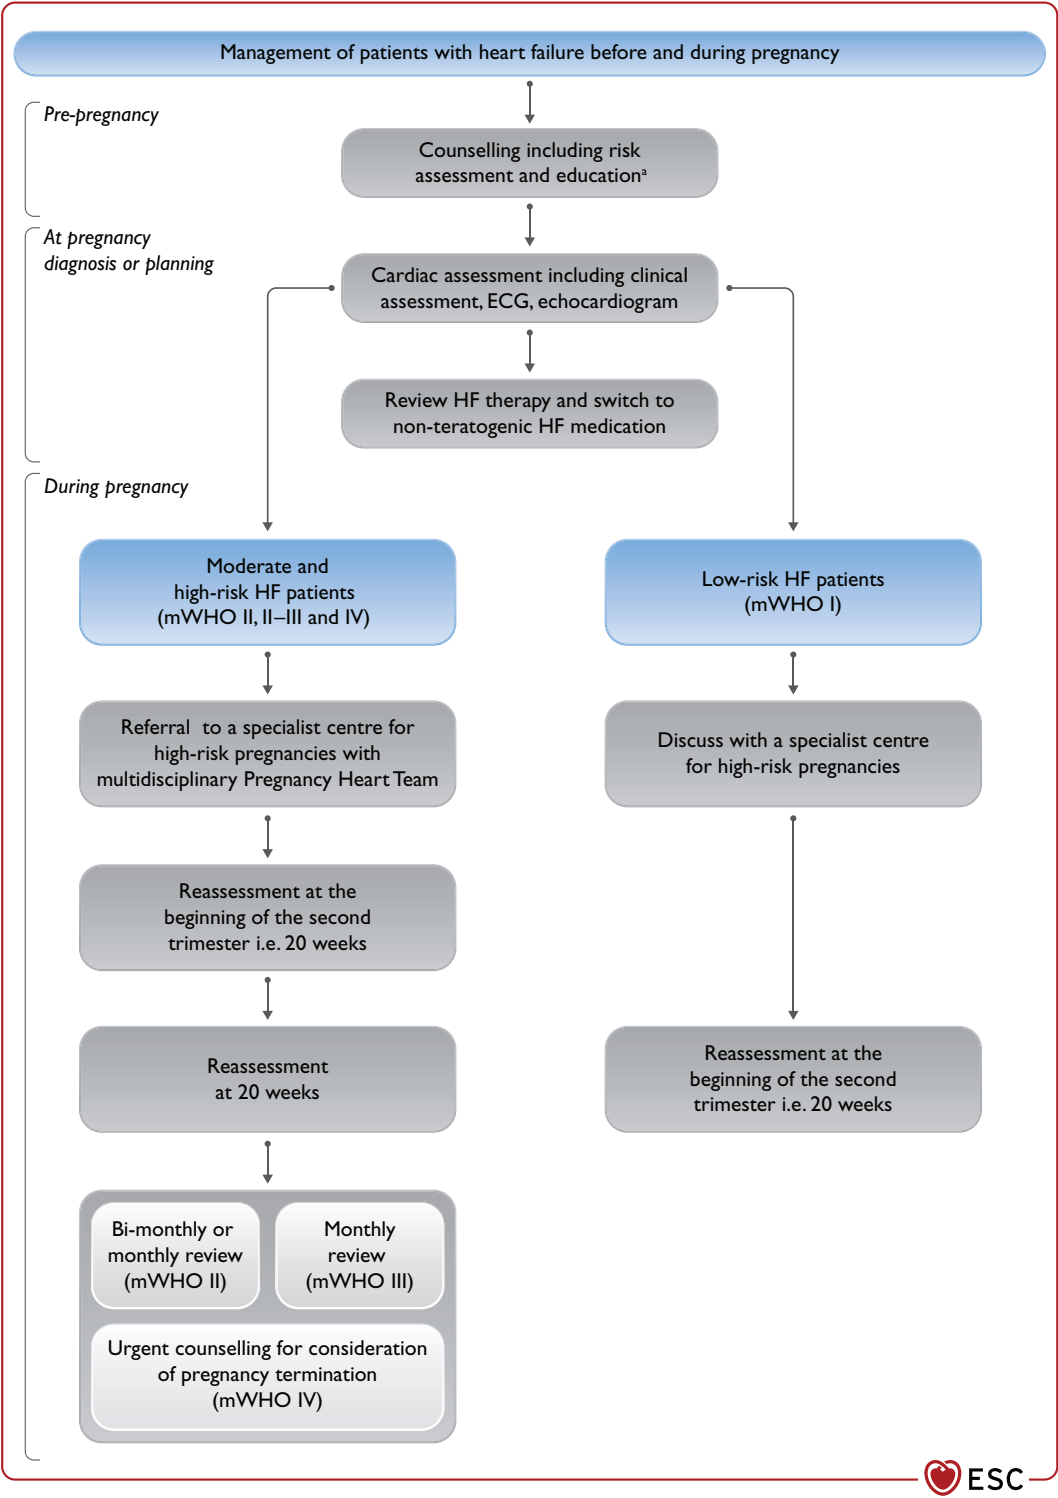 Management of patients with heart failure before and during pregnancy
Pre-pregnancy
Counselling including risk
assessment and educationᵃ
At pregnancy
diagnosis or planning
Cardiac assessment including clinical
assessment, ECG, echocardiogram
Review HF therapy and switch to
non-teratogenic HF medication
During pregnancy
Moderate and
high-risk HF patients
(mWHO II, II–III and IV)
Low-risk HF patients
(mWHO I)
Referral to a specialist centre for
high-risk pregnancies with
multidisciplinary Pregnancy Heart Team
Discuss with a specialist centre
for high-risk pregnancies
Reassessment at the
beginning of the second
trimester i.e. 20 weeks
Reassessment
at 20 weeks
Reassessment at the
beginning of the second
trimester i.e. 20 weeks
Bi-monthly or
monthly review
(mWHO II)
Monthly
review
(mWHO III)
Urgent counselling for consideration
of pregnancy termination
(mWHO IV)
ESC